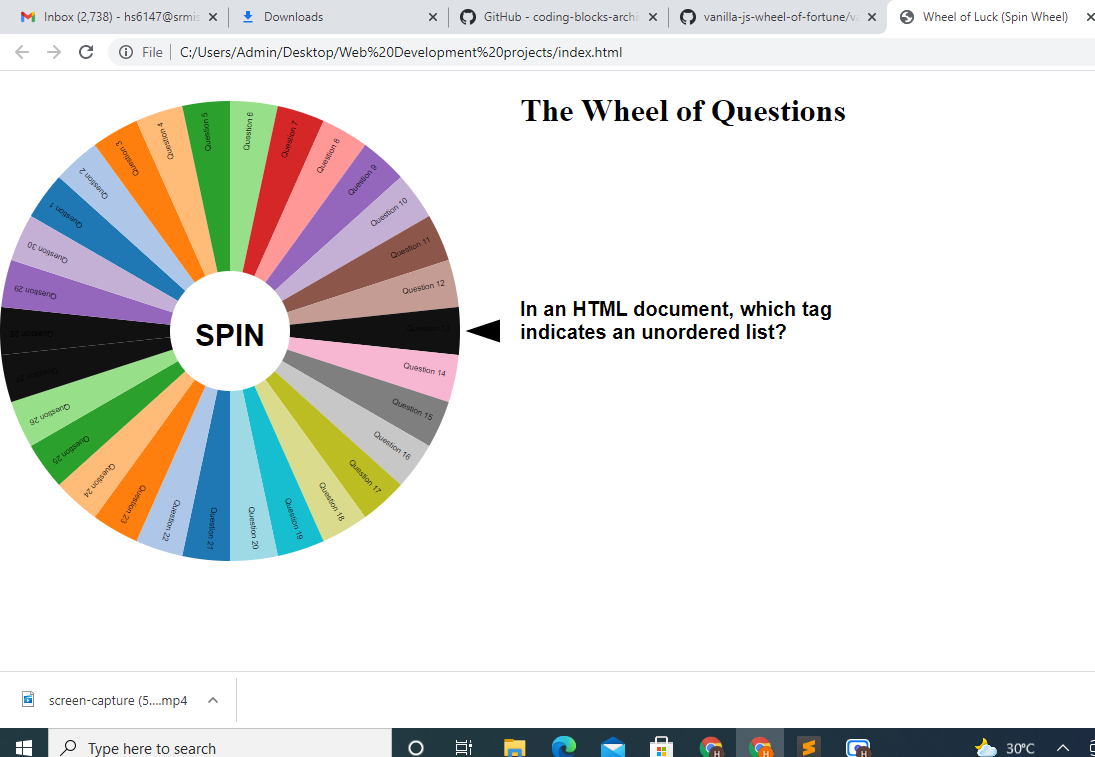 Inbox (2,738) - hs6147@srmis
Downloads
GitHub - coding-blocks-archi
vanilla-js-wheel-of-fortune/va
Wheel of Luck (Spin Wheel)
File
C:/Users/Admin/Desktop/Web%20Development%20projects/index.html
The Wheel of Questions
Question 1
Question 2
Question 3
Question 4
Question 5
Question 6
Question 7
Question 8
Question 9
Question 10
Question 11
Question 12
Question 13
Question 14
Question 15
Question 16
Question 17
Question 18
Question 19
Question 20
Question 21
Question 22
Question 23
Question 24
Question 25
Question 26
Question 27
Question 28
Question 29
Question 30
SPIN
In an HTML document, which tag
indicates an unordered list?
screen-capture (5....mp4
Type here to search
H
H
H
30°C